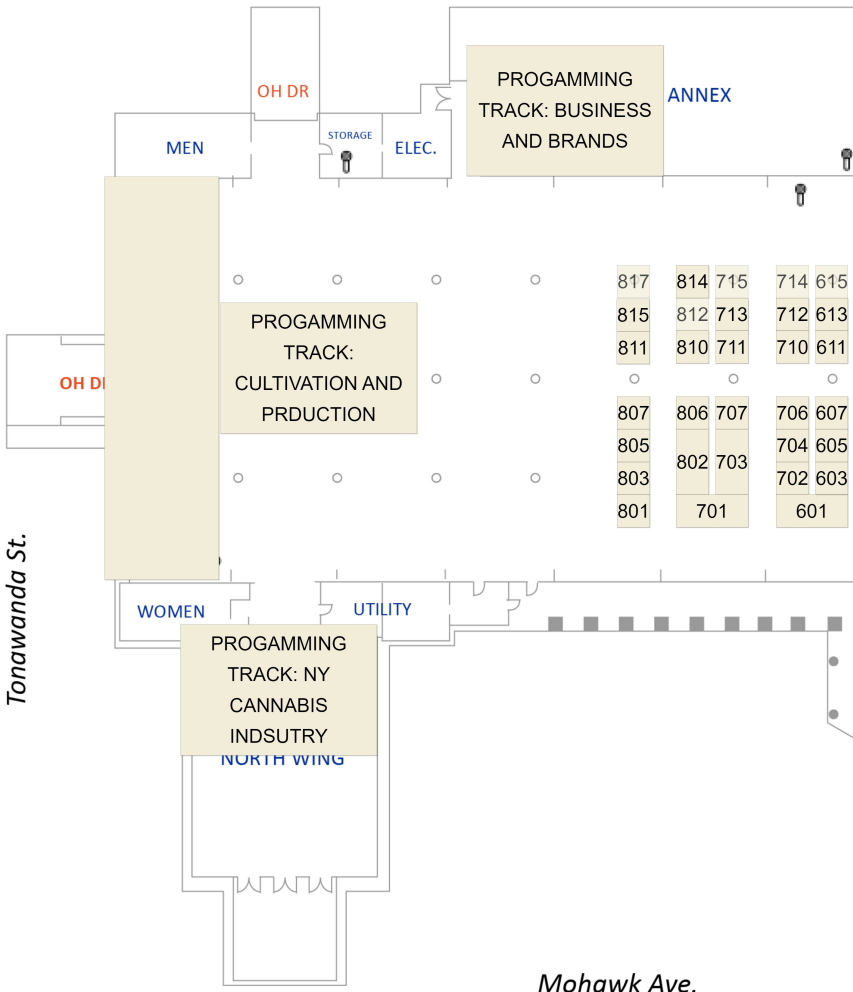 OH DR
PROGAMMING
TRACK: BUSINESS
AND BRANDS
ANNEX
STORAGE
MEN
ELEC.
817 814 715 714 615
815 812 713 712 613
811 810 711 710 611
PROGAMMING
TRACK:
CULTIVATION AND
PRDUCTION
OH D
807 806 707 706 607
805 802 703 704 605
803 702 603
801 701 601
Tonawanda St.
WOMEN
UTILITY
PROGAMMING
TRACK: NY
CANNABIS
INDSUTRY
NORTH WING
Mohawk Ave.